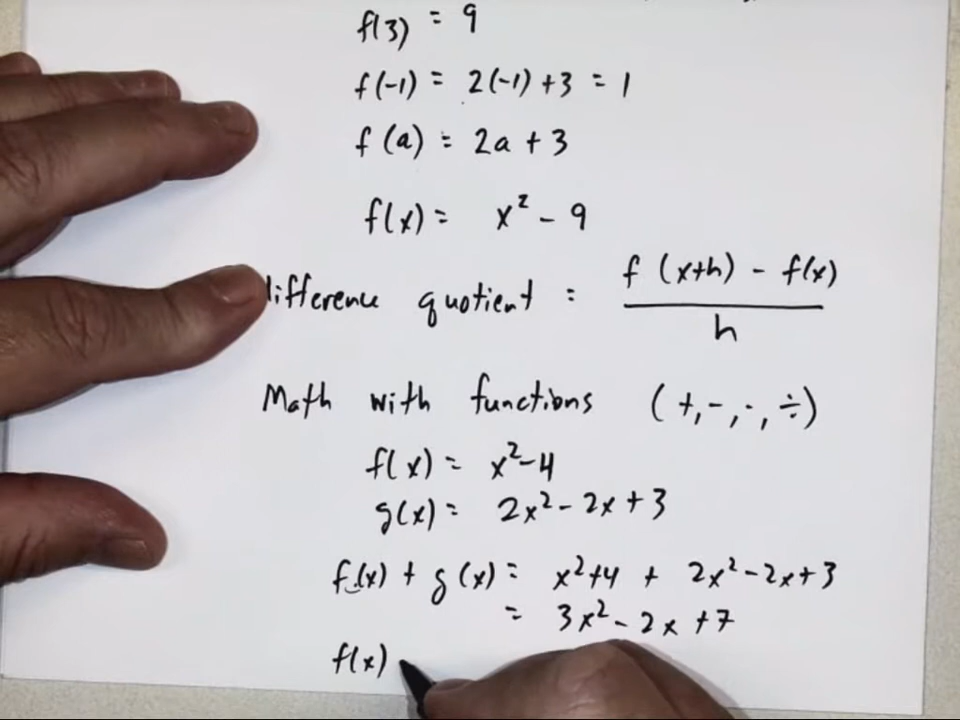 f(3) = 9
f(-1) = 2(-1) + 3 = 1
f(a) = 2a + 3
f(x) = x² - 9
difference quotient : f(x+h) - f(x) / h
Math with functions (+, -, ·, ÷)
f(x) = x² - 4
g(x) = 2x² - 2x + 3
f(x) + g(x) = x² + 4 + 2x² - 2x + 3
= 3x² - 2x + 7
f(x)